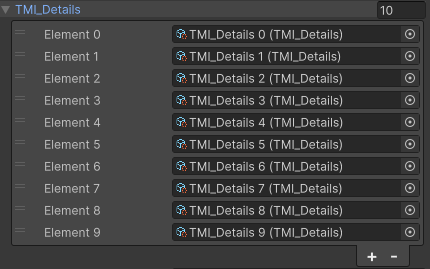 TMI_Details 10
Element 0 TMI_Details 0 (TMI_Details)
Element 1 TMI_Details 1 (TMI_Details)
Element 2 TMI_Details 2 (TMI_Details)
Element 3 TMI_Details 3 (TMI_Details)
Element 4 TMI_Details 4 (TMI_Details)
Element 5 TMI_Details 5 (TMI_Details)
Element 6 TMI_Details 6 (TMI_Details)
Element 7 TMI_Details 7 (TMI_Details)
Element 8 TMI_Details 8 (TMI_Details)
Element 9 TMI_Details 9 (TMI_Details)
+ -